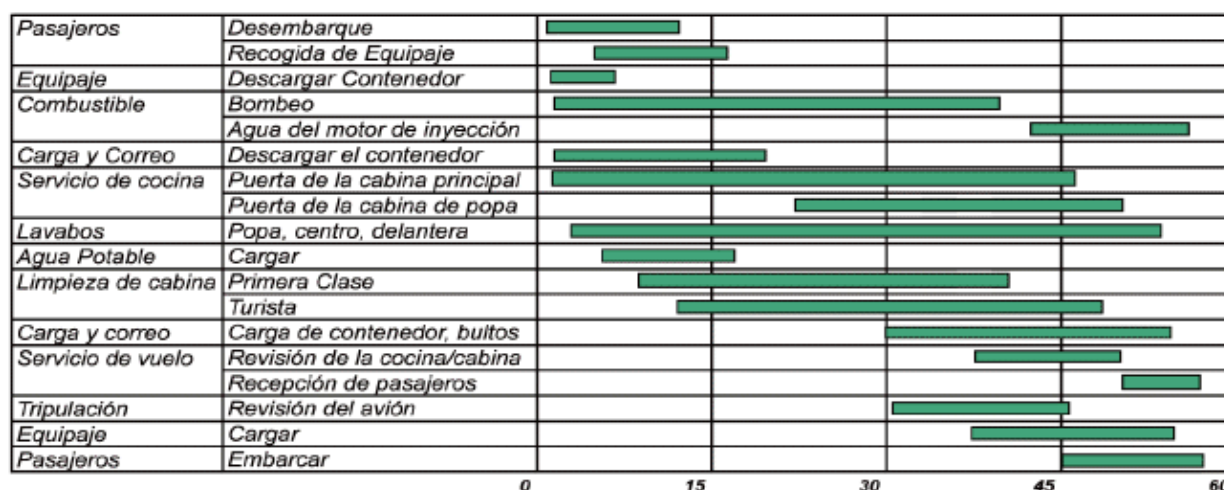 Pasajeros Desembarque
Recogida de Equipaje
Equipaje Descargar Contenedor
Combustible Bombeo
Agua del motor de inyección
Carga y Correo Descargar el contenedor
Servicio de cocina Puerta de la cabina principal
Puerta de la cabina de popa
Lavabos Popa, centro, delantera
Agua Potable Cargar
Limpieza de cabina Primera Clase
Turista
Carga y correo Carga de contenedor, bultos
Servicio de vuelo Revisión de la cocina/cabina
Recepción de pasajeros
Tripulación Revisión del avión
Equipaje Cargar
Pasajeros Embarcar
0 15 30 45 60